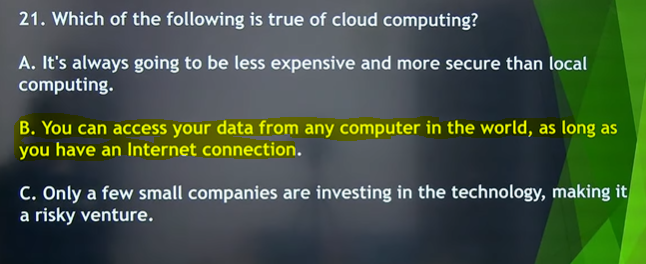 21. Which of the following is true of cloud computing?
A. It's always going to be less expensive and more secure than local
computing.
B. You can access your data from any computer in the world, as long as
you have an Internet connection.
C. Only a few small companies are investing in the technology, making it
a risky venture.